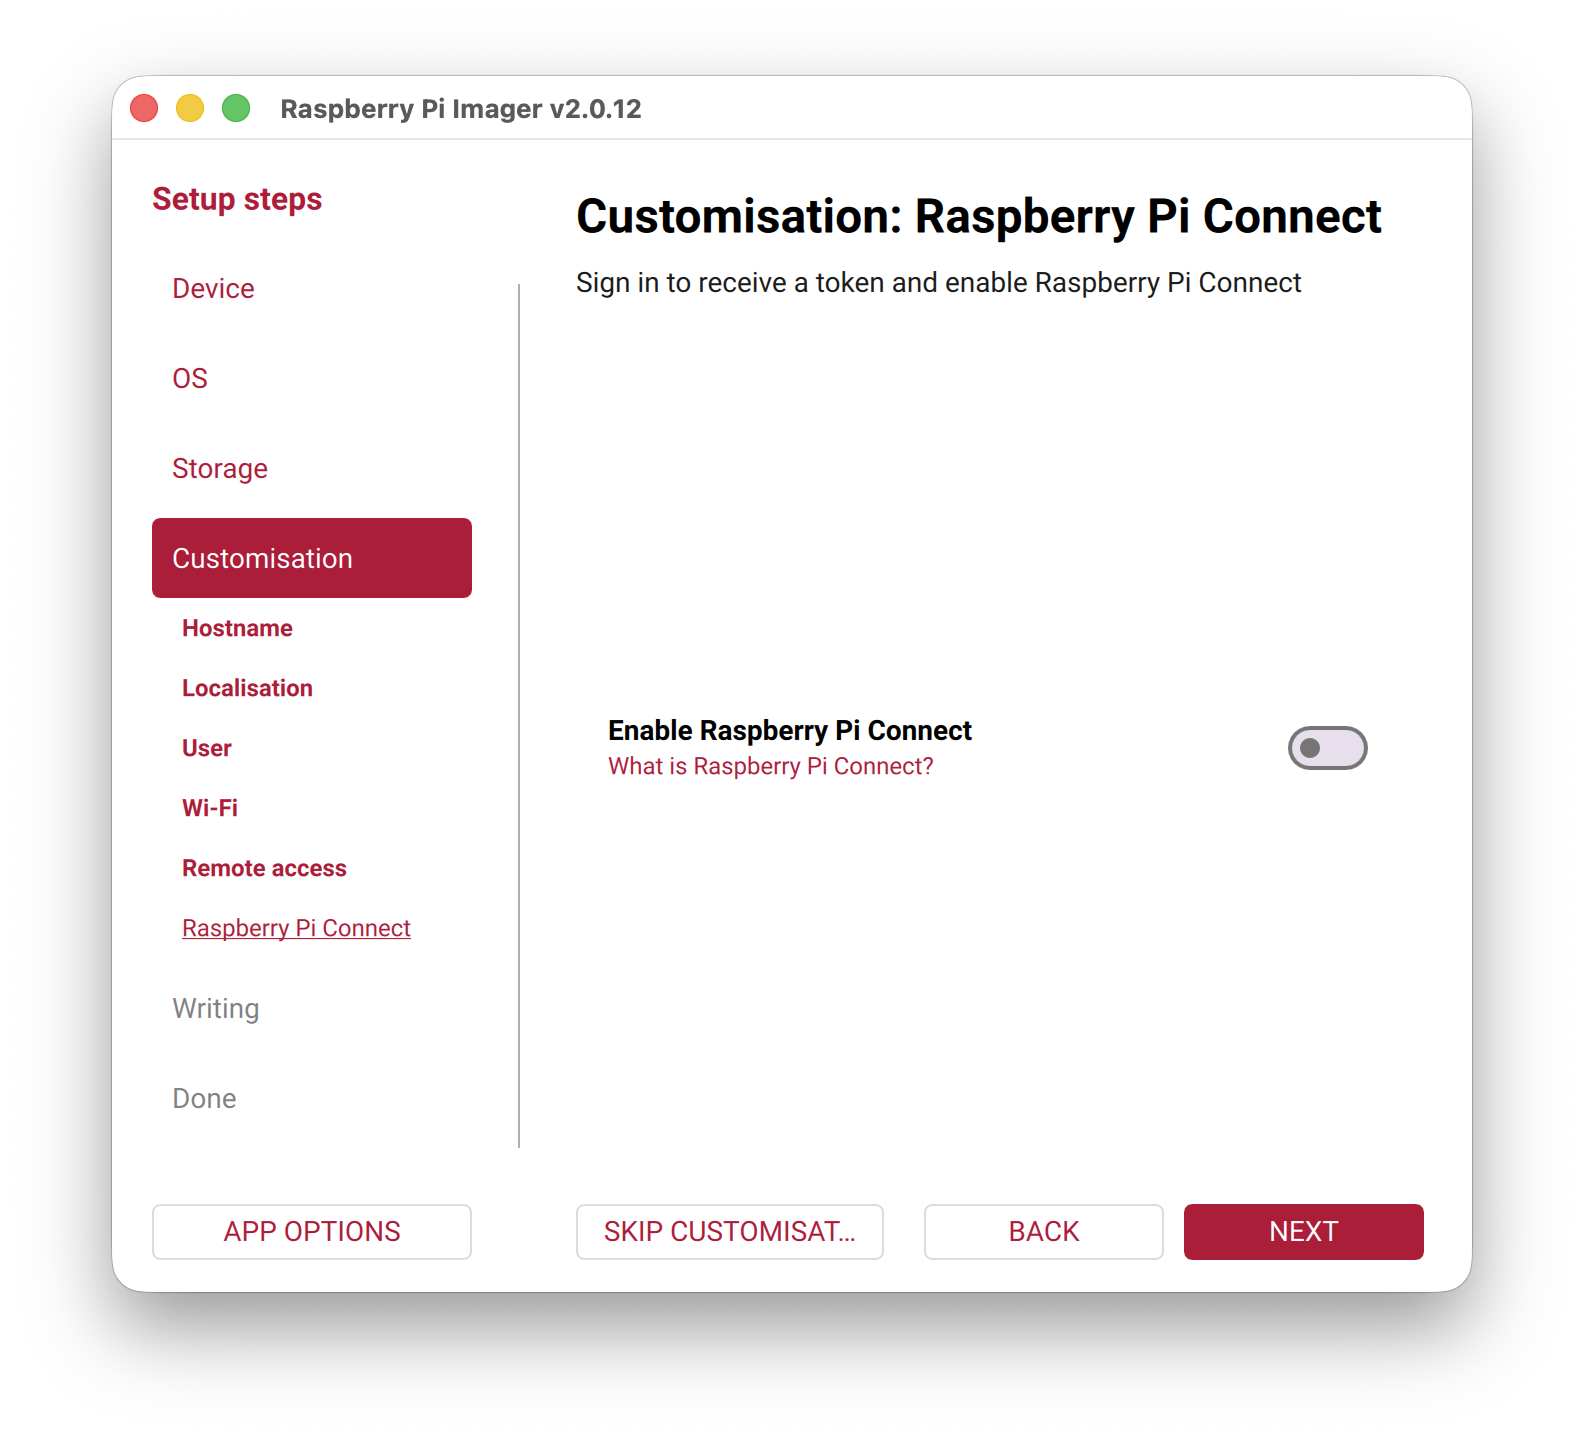 Raspberry Pi Imager v2.0.12
Setup steps
Device
OS
Storage
Customisation
Hostname
Localisation
User
Wi-Fi
Remote access
Raspberry Pi Connect
Writing
Done
APP OPTIONS
Customisation: Raspberry Pi Connect
Sign in to receive a token and enable Raspberry Pi Connect
Enable Raspberry Pi Connect
What is Raspberry Pi Connect?
SKIP CUSTOMISAT...
BACK
NEXT